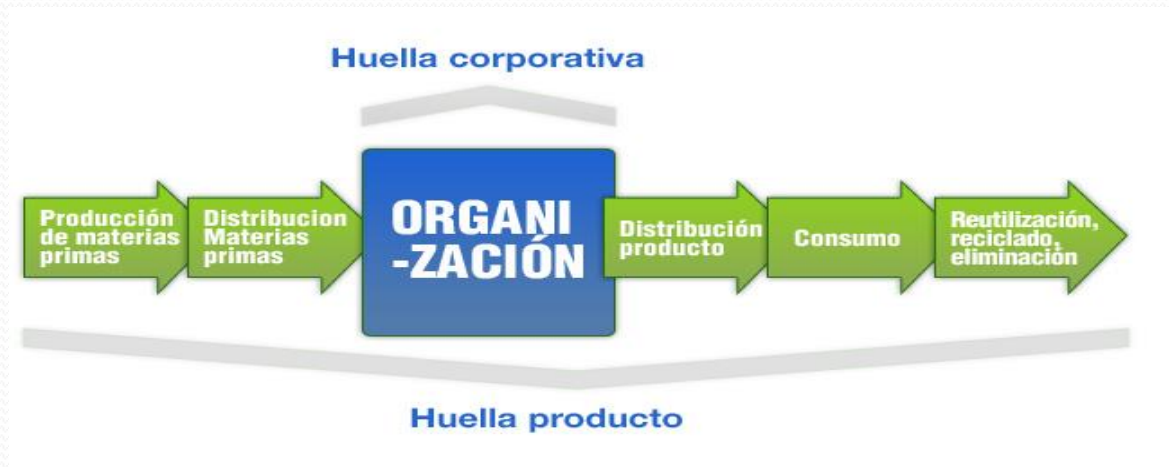 Huella corporativa
Producción
de materias
primas
Distribucion
Materias
primas
ORGANI
-ZACIÓN
Distribución
producto
Consumo
Reutilización,
reciclado,
eliminación
Huella producto